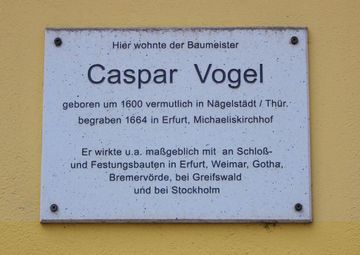 Hier wohnte der Baumeister
Caspar Vogel
geboren um 1600 vermutlich in Nägelstädt / Thür.
begraben 1664 in Erfurt, Michaeliskirchhof
Er wirkte u.a. maßgeblich mit an Schloß-
und Festungsbauten in Erfurt, Weimar, Gotha,
Bremervörde, bei Greifswald
und bei Stockholm